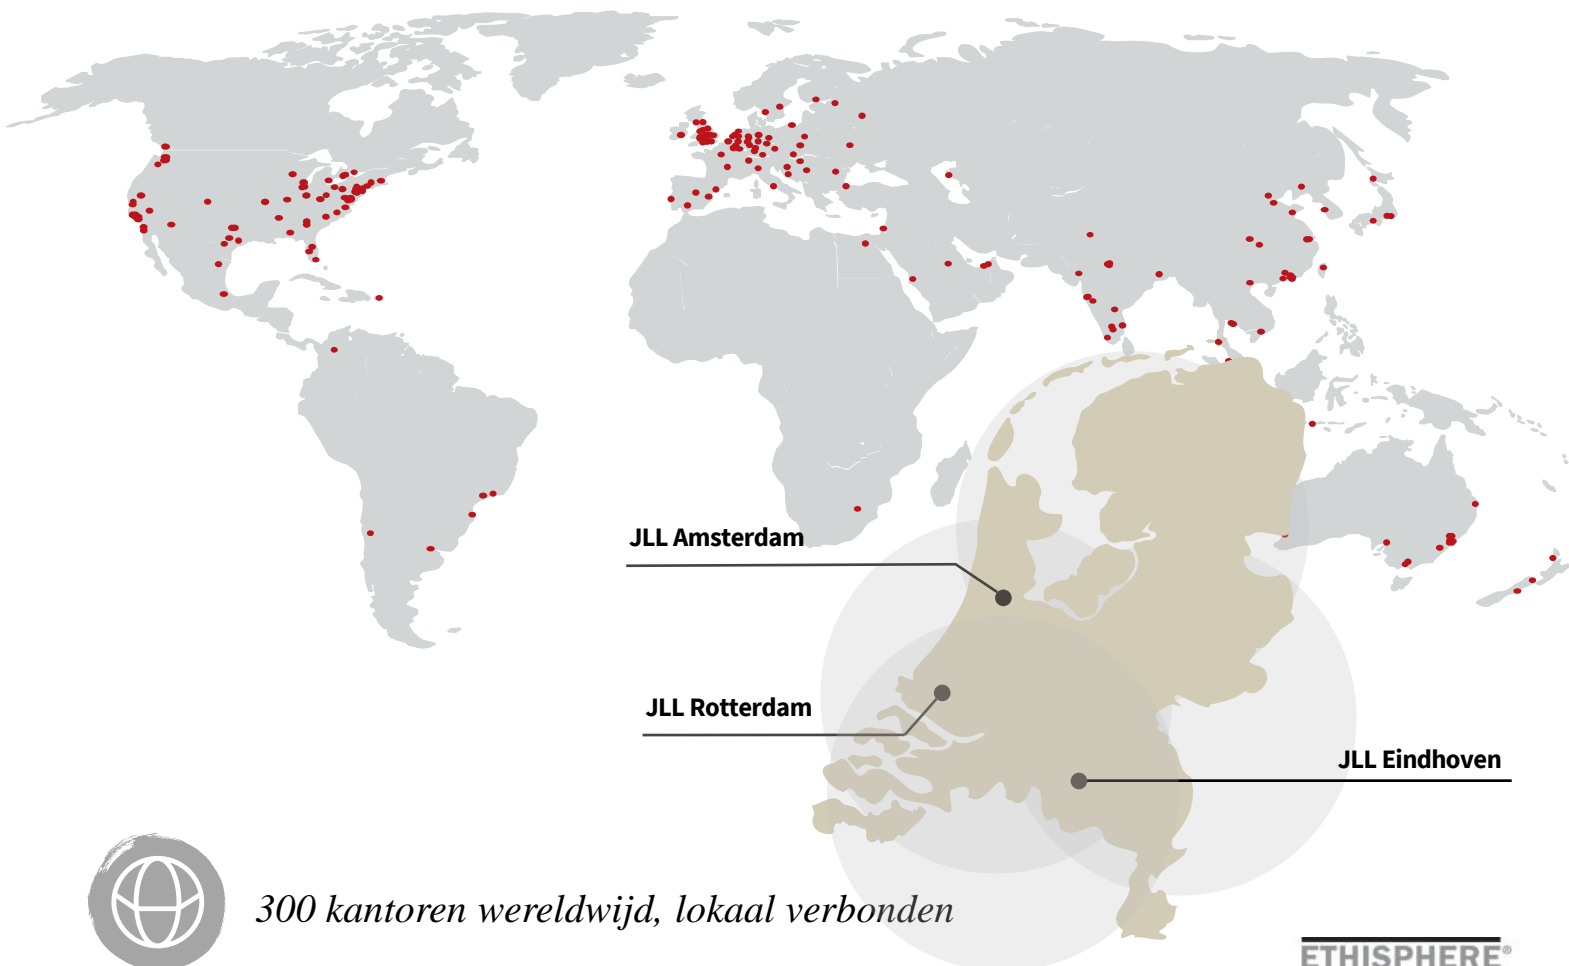 JLL Amsterdam
JLL Rotterdam
JLL Eindhoven
300 kantoren wereldwijd, lokaal verbonden
ETHISPHERE®